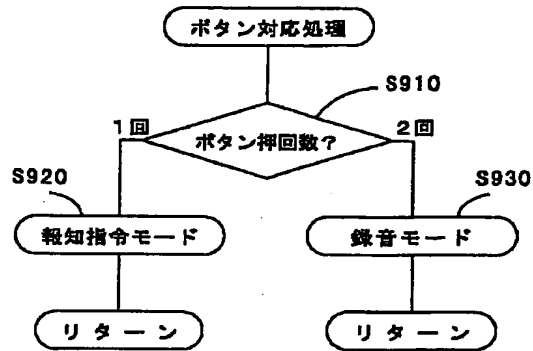 ボタン対応処理
S910
1回
ボタン押回数?
2回
S920
S930
報知指令モード
録音モード
リターン
リターン